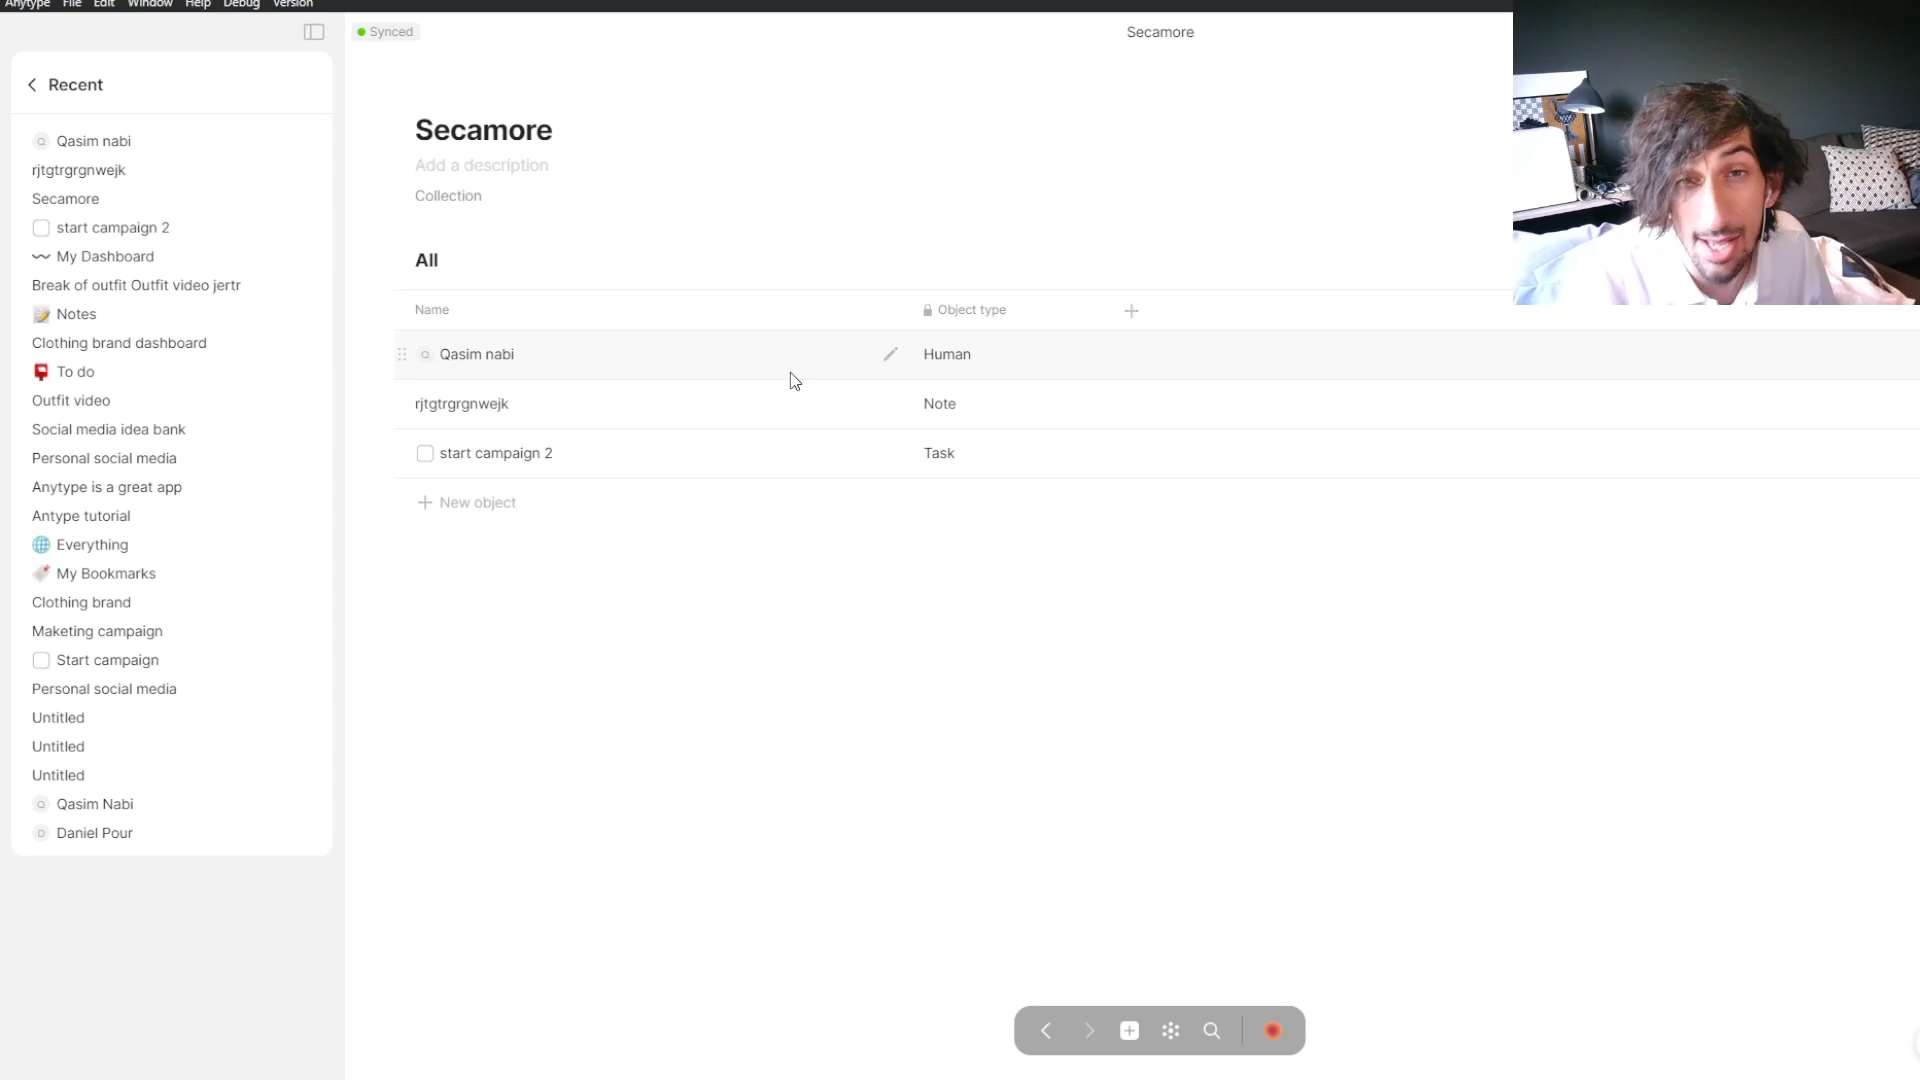 Anytype File Edit Window Help Debug Version
Synced
Secamore
Recent
Qasim nabi
rjtgtrgrgnwejk
Secamore
start campaign 2
My Dashboard
Break of outfit Outfit video jertr
Notes
Clothing brand dashboard
To do
Outfit video
Social media idea bank
Personal social media
Anytype is a great app
Antype tutorial
Everything
My Bookmarks
Clothing brand
Maketing campaign
Start campaign
Personal social media
Untitled
Untitled
Untitled
Qasim Nabi
Daniel Pour
Secamore
Add a description
Collection
All
Name Object type
Qasim nabi Human
rjtgtrgrgnwejk Note
start campaign 2 Task
New object